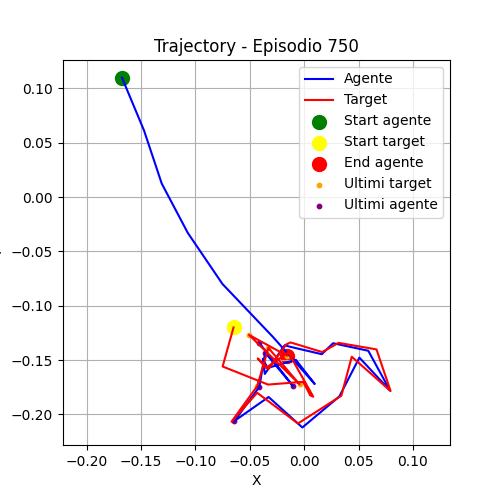 Trajectory - Episodio 750
Agente
Target
Start agente
Start target
End agente
Ultimi target
Ultimi agente
0.10
0.05
0.00
−0.05
−0.10
−0.15
−0.20
−0.20 −0.15 −0.10 −0.05 0.00 0.05 0.10
X